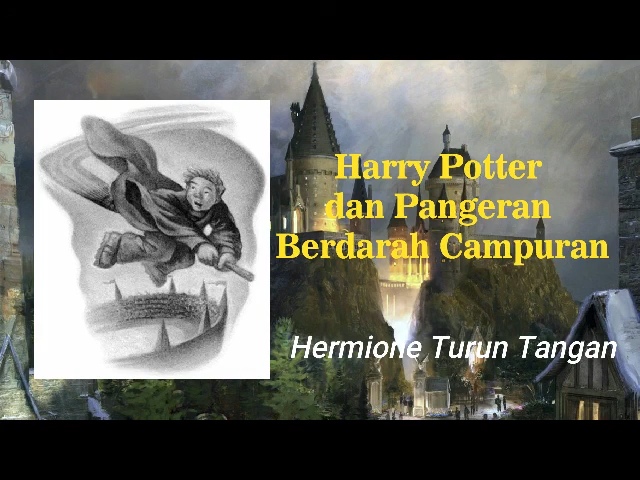 Harry Potter
dan Pangeran
Berdarah Campuran
Hermione Turun Tangan